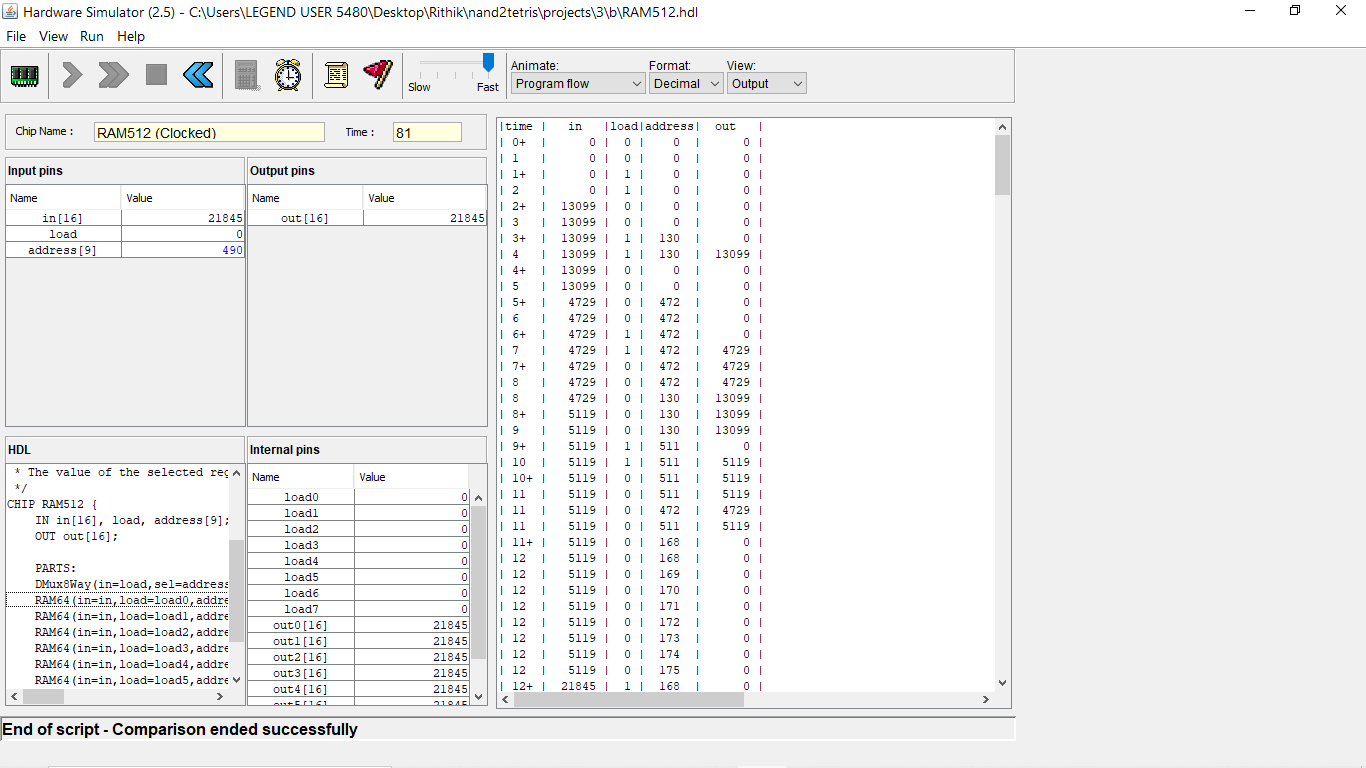 Hardware Simulator (2.5) - C:\Users\LEGEND USER 5480\Desktop\Rithik\nand2tetris\projects\3\b\RAM512.hdl
File View Run Help
Slow Fast
Animate: Format: View:
Program flow Decimal Output
Chip Name : RAM512 (Clocked) Time : 81
Input pins
Name Value
in[16] 21845
load 0
address[9] 490
Output pins
Name Value
out[16] 21845
HDL
* The value of the selected reg
*/
CHIP RAM512 {
IN in[16], load, address[9];
OUT out[16];
PARTS:
DMux8Way(in=load,sel=address
RAM64(in=in,load=load0,addre
RAM64(in=in,load=load1,addre
RAM64(in=in,load=load2,addre
RAM64(in=in,load=load3,addre
RAM64(in=in,load=load4,addre
RAM64(in=in,load=load5,addre
Internal pins
Name Value
load0 0
load1 0
load2 0
load3 0
load4 0
load5 0
load6 0
load7 0
out0[16] 21845
out1[16] 21845
out2[16] 21845
out3[16] 21845
out4[16] 21845
|time | in |load|address| out |
| 0+ | 0 | 0 | 0 | 0 |
| 1 | 0 | 0 | 0 | 0 |
| 1+ | 0 | 1 | 0 | 0 |
| 2 | 0 | 1 | 0 | 0 |
| 2+ | 13099 | 0 | 0 | 0 |
| 3 | 13099 | 0 | 0 | 0 |
| 3+ | 13099 | 1 | 130 | 0 |
| 4 | 13099 | 1 | 130 | 13099 |
| 4+ | 13099 | 0 | 0 | 0 |
| 5 | 13099 | 0 | 0 | 0 |
| 5+ | 4729 | 0 | 472 | 0 |
| 6 | 4729 | 0 | 472 | 0 |
| 6+ | 4729 | 1 | 472 | 0 |
| 7 | 4729 | 1 | 472 | 4729 |
| 7+ | 4729 | 0 | 472 | 4729 |
| 8 | 4729 | 0 | 472 | 4729 |
| 8 | 4729 | 0 | 130 | 13099 |
| 8+ | 5119 | 0 | 130 | 13099 |
| 9 | 5119 | 0 | 130 | 13099 |
| 9+ | 5119 | 1 | 511 | 0 |
| 10 | 5119 | 1 | 511 | 5119 |
| 10+ | 5119 | 0 | 511 | 5119 |
| 11 | 5119 | 0 | 511 | 5119 |
| 11 | 5119 | 0 | 472 | 4729 |
| 11 | 5119 | 0 | 511 | 5119 |
| 11+ | 5119 | 0 | 168 | 0 |
| 12 | 5119 | 0 | 168 | 0 |
| 12 | 5119 | 0 | 169 | 0 |
| 12 | 5119 | 0 | 170 | 0 |
| 12 | 5119 | 0 | 171 | 0 |
| 12 | 5119 | 0 | 172 | 0 |
| 12 | 5119 | 0 | 173 | 0 |
| 12 | 5119 | 0 | 174 | 0 |
| 12 | 5119 | 0 | 175 | 0 |
| 12+ | 21845 | 1 | 168 | 0 |
End of script - Comparison ended successfully